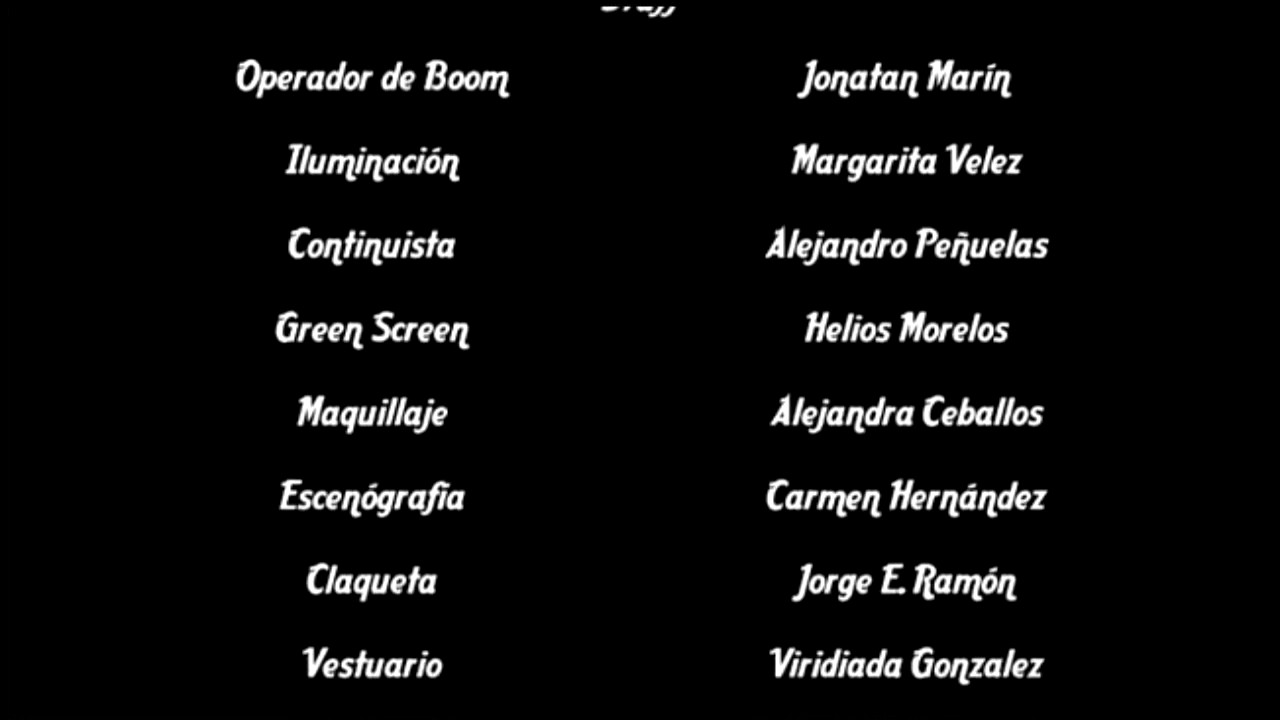 Operador de Boom Jonatan Marín
Iluminación Margarita Velez
Continuista Alejandro Peñuelas
Green Screen Helios Morelos
Maquillaje Alejandra Ceballos
Escenógrafia Carmen Hernández
Claqueta Jorge E. Ramón
Vestuario Viridiada Gonzalez